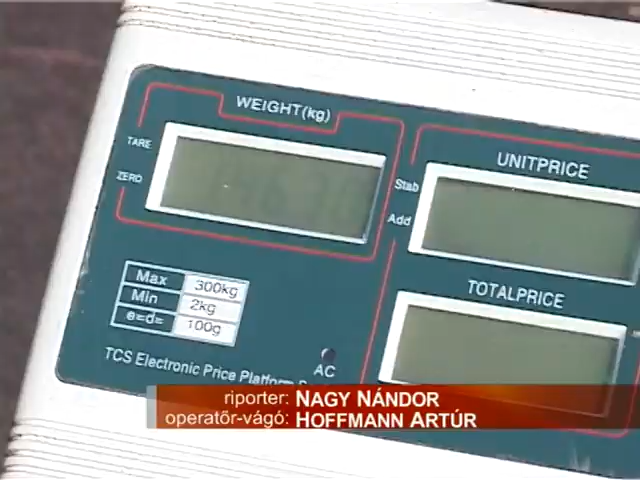 WEIGHT(kg)
TARE
ZERO
UNITPRICE
Stab
Add
TOTALPRICE
Max 300kg
Min 2kg
e=d= 100g
AC
TCS Electronic Price Platform
riporter: NAGY NÁNDOR
operatőr-vágó: HOFFMANN ARTÚR